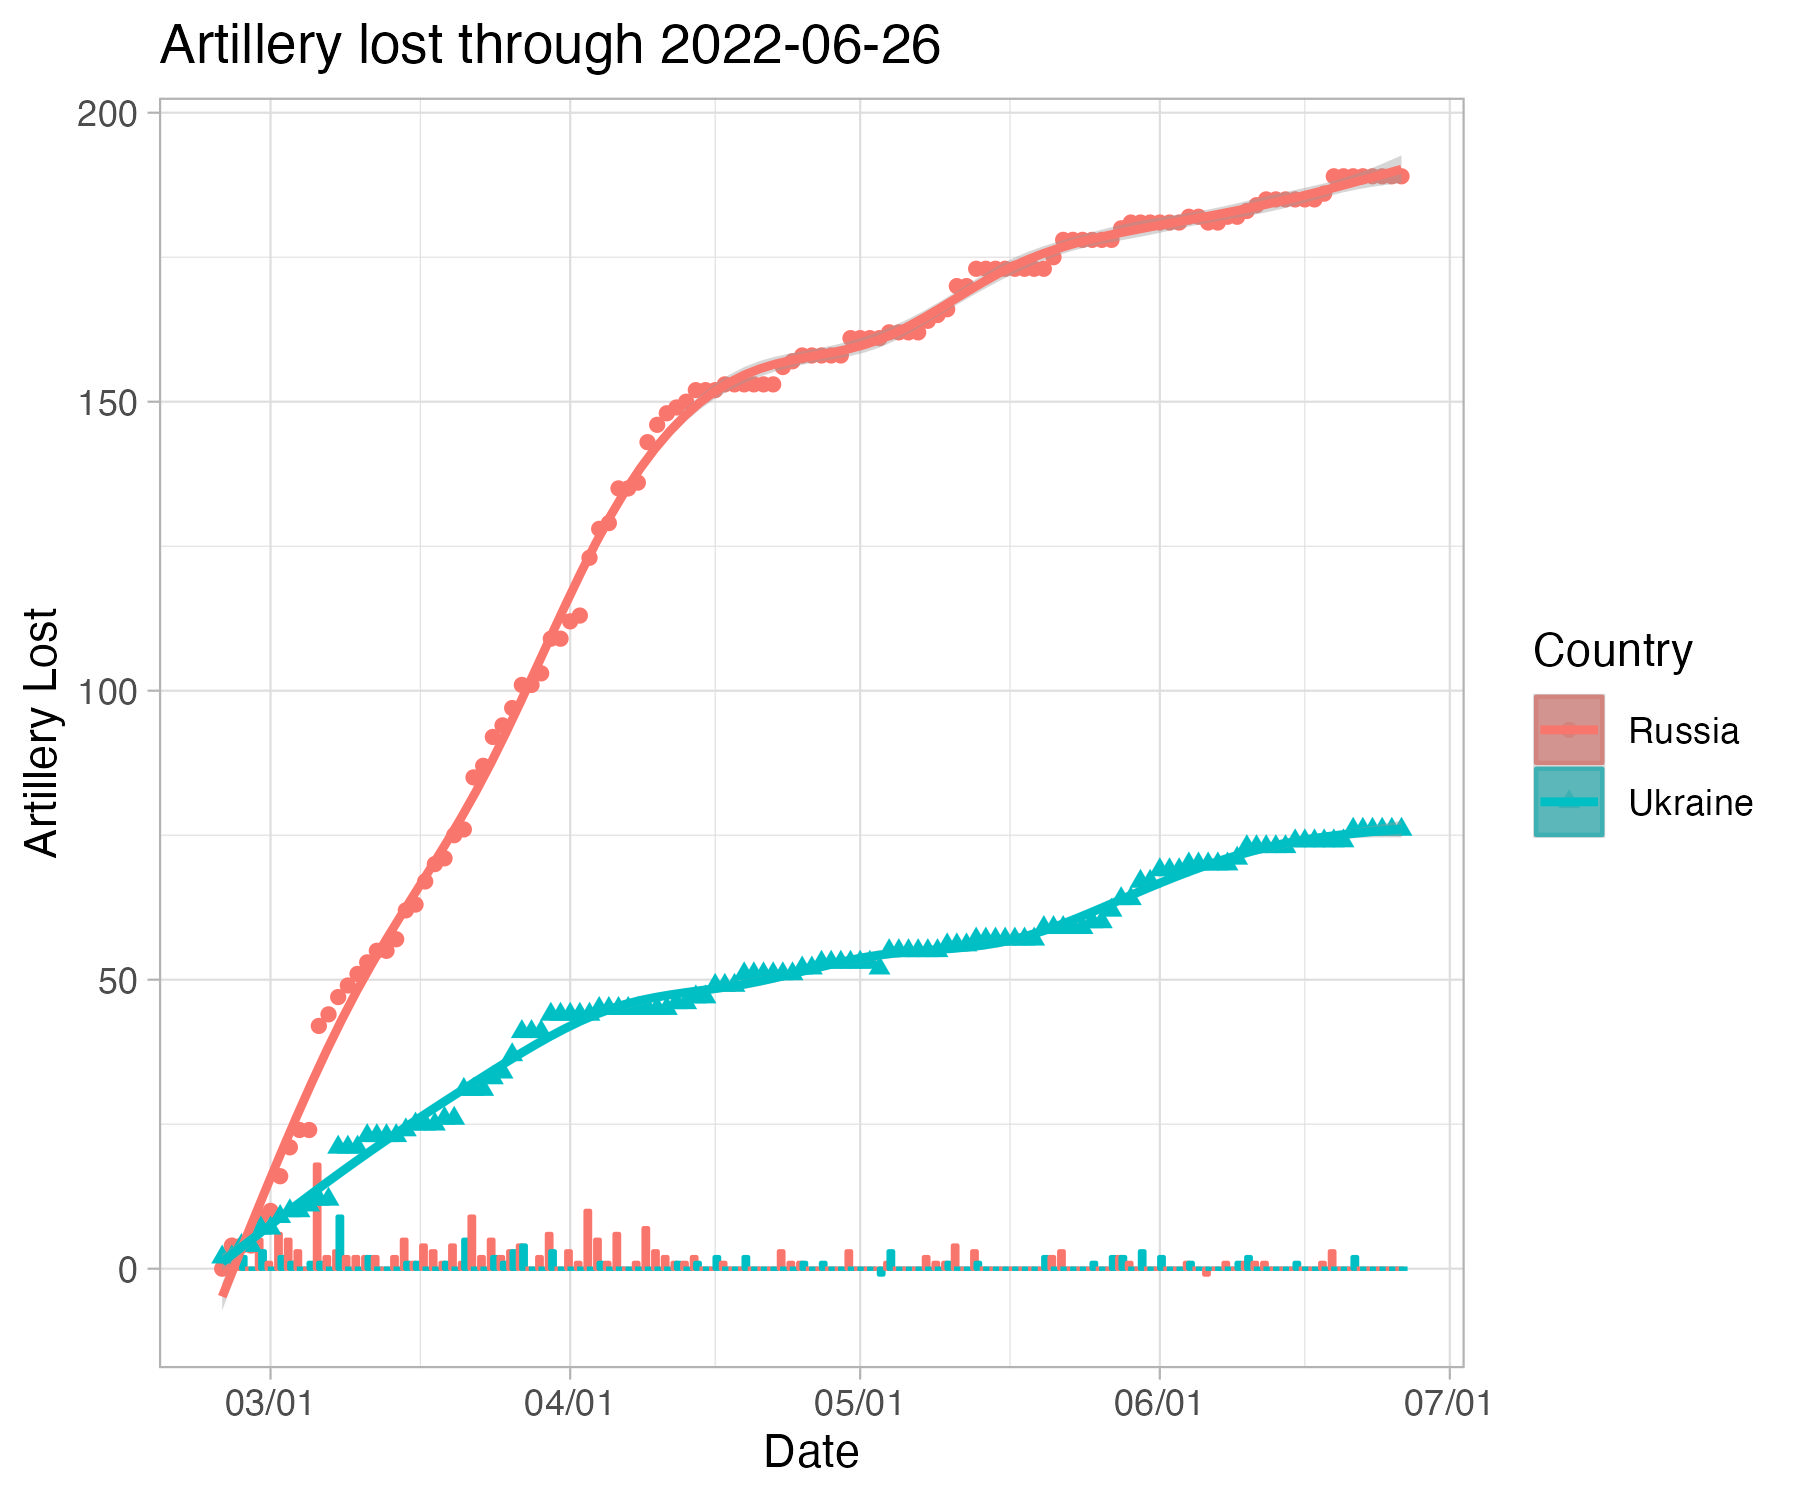 Artillery lost through 2022-06-26
200
150
100
50
0
Artillery Lost
03/01
04/01
05/01
06/01
07/01
Date
Country
Russia
Ukraine